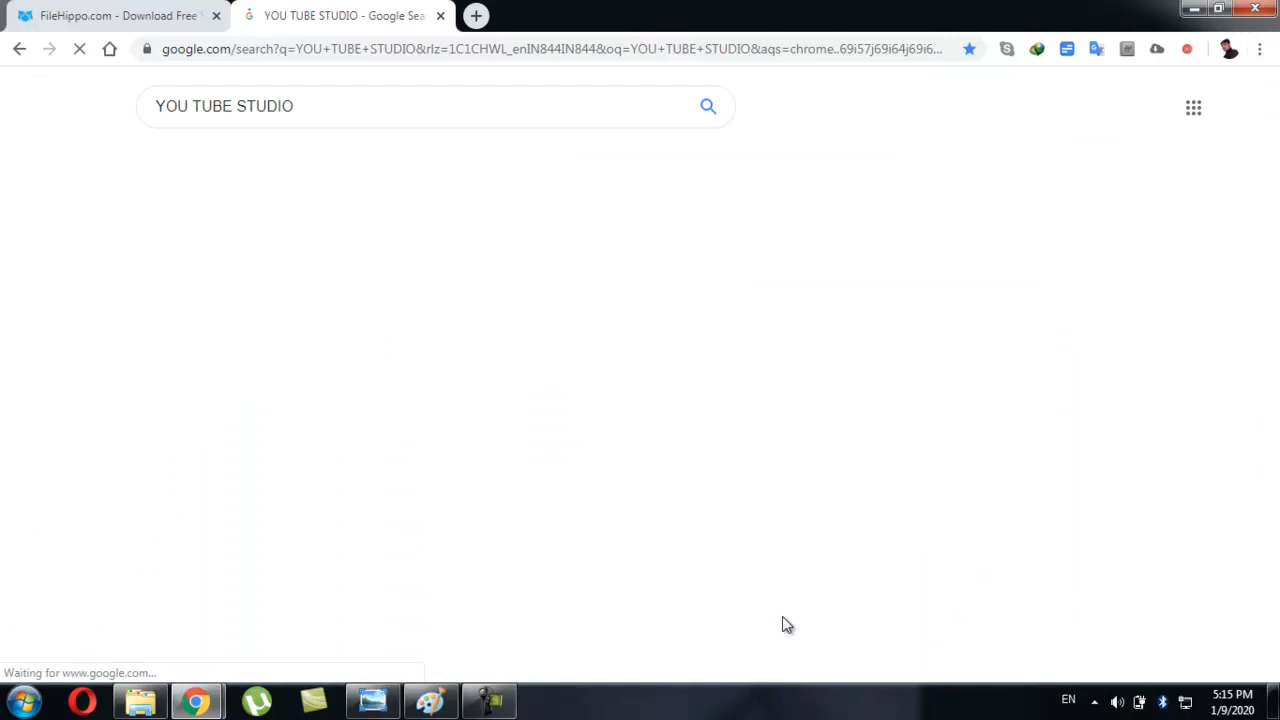 FileHippo.com - Download Free
YOU TUBE STUDIO - Google Sea
google.com/search?q=YOU+TUBE+STUDIO&rlz=1C1CHWL_enIN844IN844&oq=YOU+TUBE+STUDIO&aqs=chrome..69i57j69i64j69i6...
YOU TUBE STUDIO
Waiting for www.google.com...
EN
5:15 PM
1/9/2020